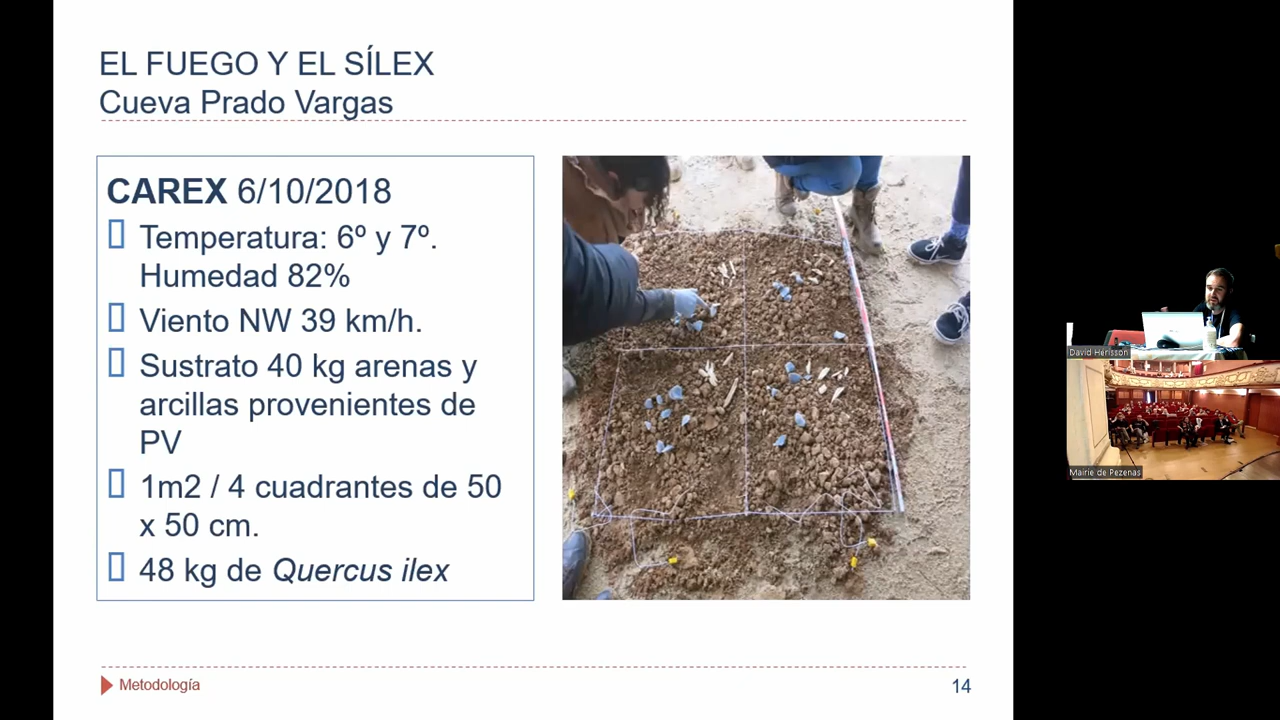 EL FUEGO Y EL SÍLEX
Cueva Prado Vargas
CAREX 6/10/2018
Temperatura: 6º y 7º.
Humedad 82%
Viento NW 39 km/h.
Sustrato 40 kg arenas y
arcillas provenientes de
PV
1m2 / 4 cuadrantes de 50
x 50 cm.
48 kg de Quercus ilex
Metodología
14
David Herisson
Mairie de Pezenas